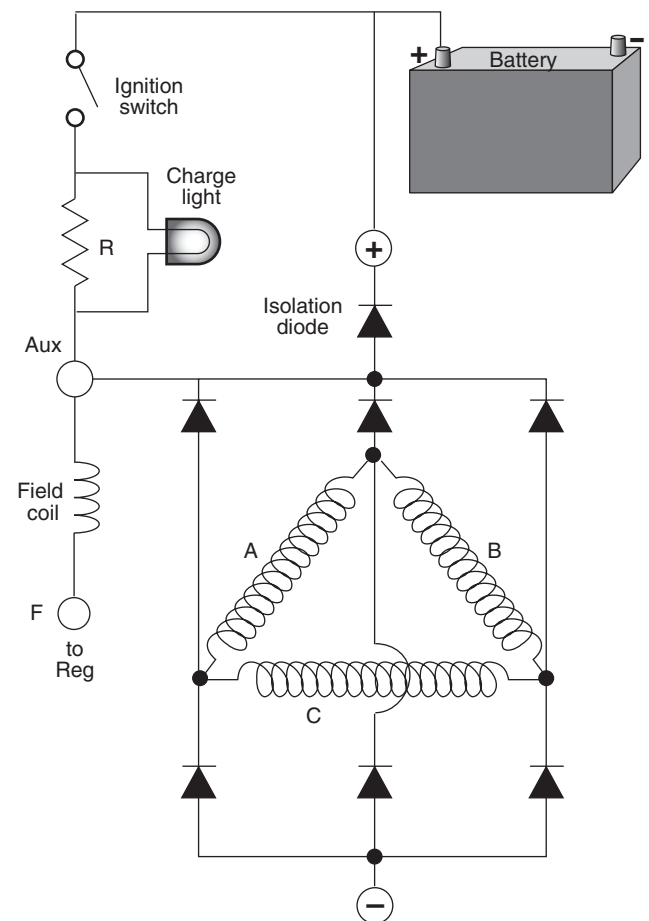 +
Battery
-
Ignition
switch
Charge
light
R
+
Isolation
diode
Aux
Field
coil
A
B
F
to
Reg
C
-